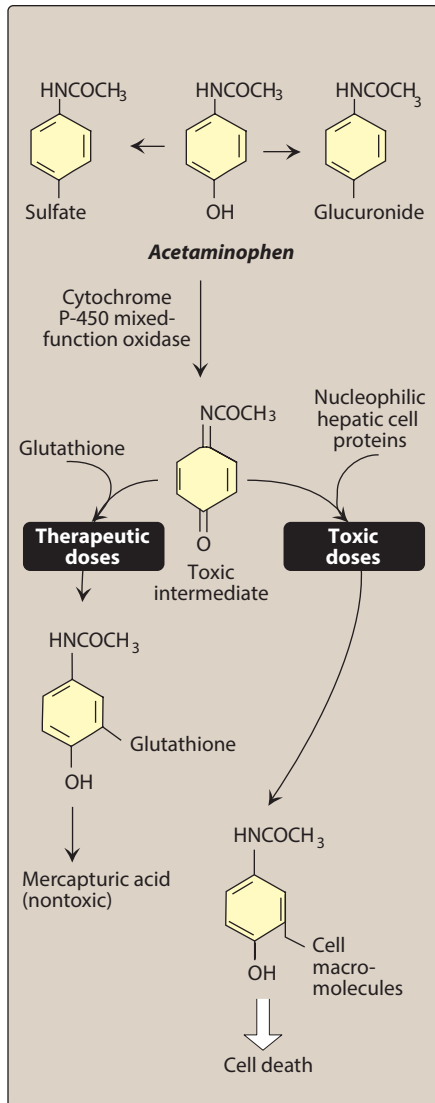 HNCOCH₃
HNCOCH₃
HNCOCH₃
Sulfate
OH
Glucuronide
Acetaminophen
Cytochrome
P-450 mixed-
function oxidase
NCOCH₃
Nucleophilic
hepatic cell
proteins
Glutathione
O
Therapeutic
doses
Toxic
intermediate
Toxic
doses
HNCOCH₃
Glutathione
OH
Mercapturic acid
(nontoxic)
HNCOCH₃
OH
Cell
macro-
molecules
Cell death